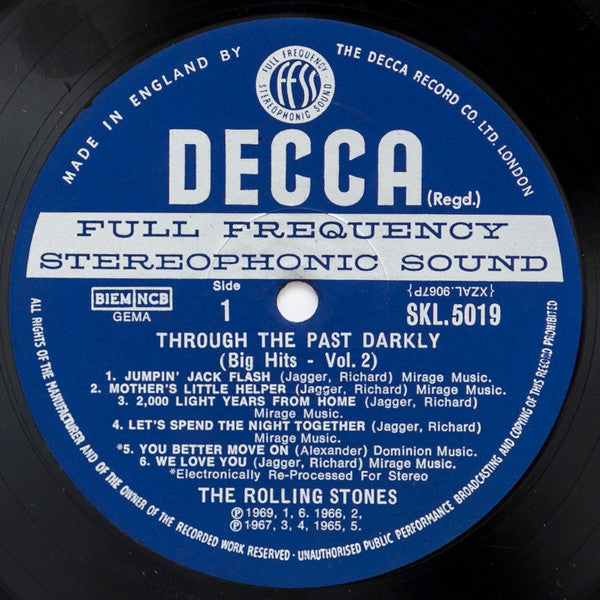 MADE IN ENGLAND BY
THE DECCA RECORD CO. LTD. LONDON
FULL FREQUENCY
FFSS
STEREOPHONIC SOUND
DECCA (Regd.)
FULL FREQUENCY
STEREOPHONIC SOUND
BIEM NCB
GEMA
Side
1
{XZAL.9067P}
SKL.5019
THROUGH THE PAST DARKLY
(Big Hits - Vol. 2)
1. JUMPIN' JACK FLASH (Jagger, Richard) Mirage Music.
2. MOTHER'S LITTLE HELPER (Jagger, Richard) Mirage Music.
3. 2,000 LIGHT YEARS FROM HOME (Jagger, Richard)
Mirage Music.
4. LET'S SPEND THE NIGHT TOGETHER (Jagger, Richard)
Mirage Music.
*5. YOU BETTER MOVE ON (Alexander) Dominion Music.
6. WE LOVE YOU (Jagger, Richard) Mirage Music.
*Electronically Re-Processed For Stereo
THE ROLLING STONES
Ⓟ1969, 1, 6. 1966, 2,
Ⓟ1967, 3, 4, 1965, 5.
ALL RIGHTS OF THE MANUFACTURER AND OF THE OWNER OF THE RECORDED WORK RESERVED · UNAUTHORISED PUBLIC PERFORMANCE BROADCASTING AND COPYING OF THIS RECORD PROHIBITED